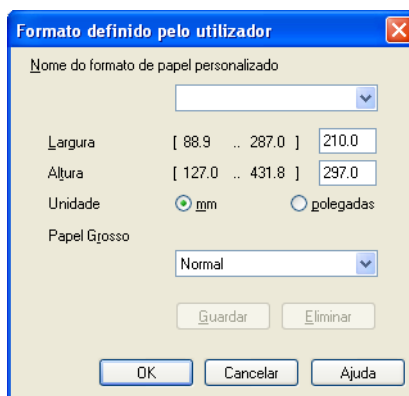 Formato definido pelo utilizador
Nome do formato de papel personalizado
Largura [ 88.9 .. 287.0 ] 210.0
Altura [ 127.0 .. 431.8 ] 297.0
Unidade mm polegadas
Papel Grosso
Normal
Guardar Eliminar
OK Cancelar Ajuda